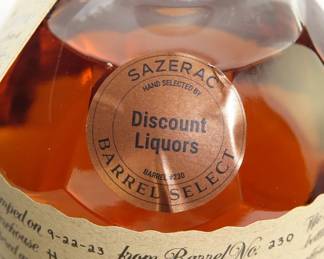 SAZERAC
HAND SELECTED BY
Discount
Liquors
BARREL #230
BARREL SELECT
on 9-22-23 from Barrel No. 230